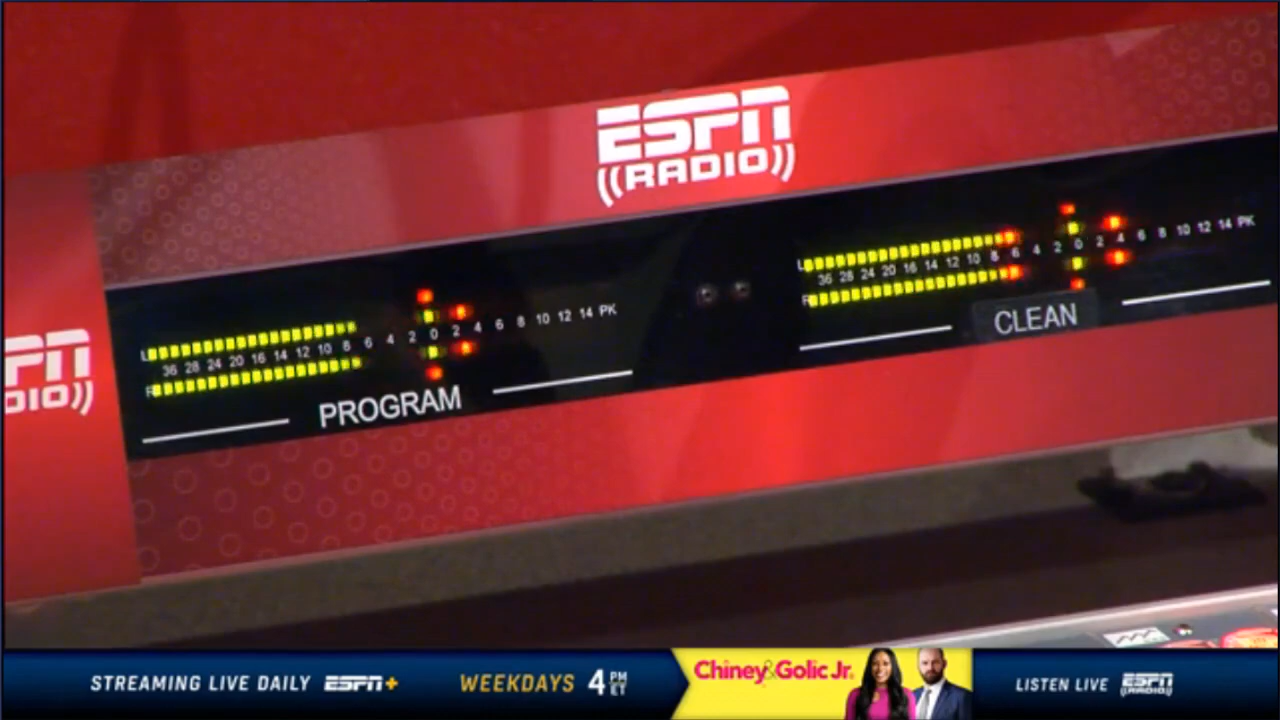 ESPN
RADIO
L
36 28 24 20 16 14 12 10 8 6 4 2 0 2 4 6 8 10 12 14 PK
R
PROGRAM
L
36 28 24 20 16 14 12 10 8 6 4 2 0 2 4 6 8 10 12 14 PK
R
CLEAN
PN
DIO
STREAMING LIVE DAILY ESPN+ WEEKDAYS 4 PM ET
Chiney & Golic Jr.
LISTEN LIVE ESPN RADIO